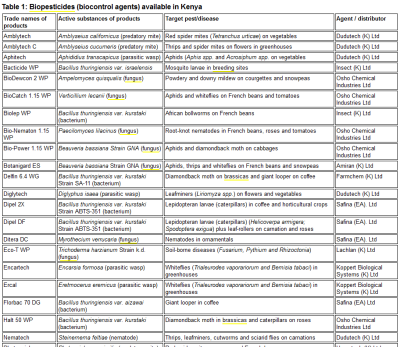 Table 1: Biopesticides (biocontrol agents) available in Kenya
Trade names of products Active substances of products Target pest/disease Agent / distributor
Amblytech Amblyseius californicus (predatory mite) Red spider mites (Tetranchus urticae) on vegetables Dudutech (K) Ltd
Amblytech C Amblyseius cucumeris (predatory mite) Thrips and spider mites on flowers in greenhouses Dudutech (K) Ltd
Aphitech Aphidius transcapicus (parasitic wasp) Aphids (Aphis spp. and Acrosiphum spp. on vegetables Dudutech (K) Ltd
Bacticide WP Bacillus thuringiensis var. israelensis Mosquito larvae in breeding sites Insect (K) Ltd
BioDewcon 2 WP Ampelomyces quisqualis (fungus) Powdery and downy mildew on courgettes and snowpeas Osho Chemical Industries Ltd
BioCatch 1.15 WP Verticilium lecanii (fungus) Aphids on French beans, roses and tomatoes Osho Chemical Industries Ltd
Biolep WP Bacillus thuringiensis var. kurataki (bacterium) African bollworms on French beans Insect (K) Ltd
Bio-Nematon 1.15 WP Paecilomyces lilacinus (fungus) Root-knot nematodes in French beans, roses and tomatoes Osho Chemical Industries Ltd
Bio-Power 1.15 WP Beauveria bassiana Strain GNA (fungus) Aphids and diamondback moth on cabbages Osho Chemical Industries Ltd
Betanigard ES Beauveria bassiana Strain GNA (fungus) Aphids, thrips and whiteflies on French beans and snowpeas Amiran (K) Ltd
Delfin 6.4 WG Bacillus thuringiensis var. kurataki Strain SA-11 (bacterium) Diamondback moth on brassicas and giant looper on coffee Farmchem (K) Ltd
Diglytech Diglyphus isaea (parasitic wasp) Leafminers (Liriomyza spp.) on flowers and vegetables Dudutech (K) Ltd
Dipel 2X Bacillus thuringiensis var. kurataki Strain ABTS-351 (bacterium) Lepidopteran larvae (caterpillars) in coffee and horticultural crops Safina (EA). Ltd
Dipel DF Bacillus thuringiensis var. kurataki Strain ABTS-351 (bacterium) Lepidopteran larvae (caterpillars) (Helicoverpa armigera; Spodoptera exigua) plus leaf-rollers on carnation and roses Safina (EA). Ltd
Ditera DC Myrothecium verrucaria (fungus) Nematodes in ornamentals Safina (EA) Ltd
Eco-T WP Trichoderma harzianum Strain k.d. (fungus) Soil-borne diseases (Fusarium, Pythium and Rhizoctonia) Lachlan (K) Ltd
Encartech Encarsia formosa (parasitic wasp) Whiteflies (Thaleurodes vaporariorum and Bemisia tabaci) in greenhouses Koppert Biological Systems (K) Ltd
Ercal Eretmocerus eremicus (parasitic wasp) Whiteflies (Thaleurodes vaporariorum and Bemisia tabaci) in greenhouses Koppert Biological Systems (K) Ltd
Florbac 70 DG Bacillus thuringiensis var. aizawai (bacterium) Giant looper in coffee Safina (EA) Ltd
Halt 50 WP Bacillus thuringiensis var. kurataki (bacterium) Diamondback moth in brassicas and caterpillars on roses Osho Chemical Industries Ltd
Nematech Steinernema feltiae (nematode) Thrips, leafminers, cutworms and sciarid flies on carnations Dudutech (K) Ltd